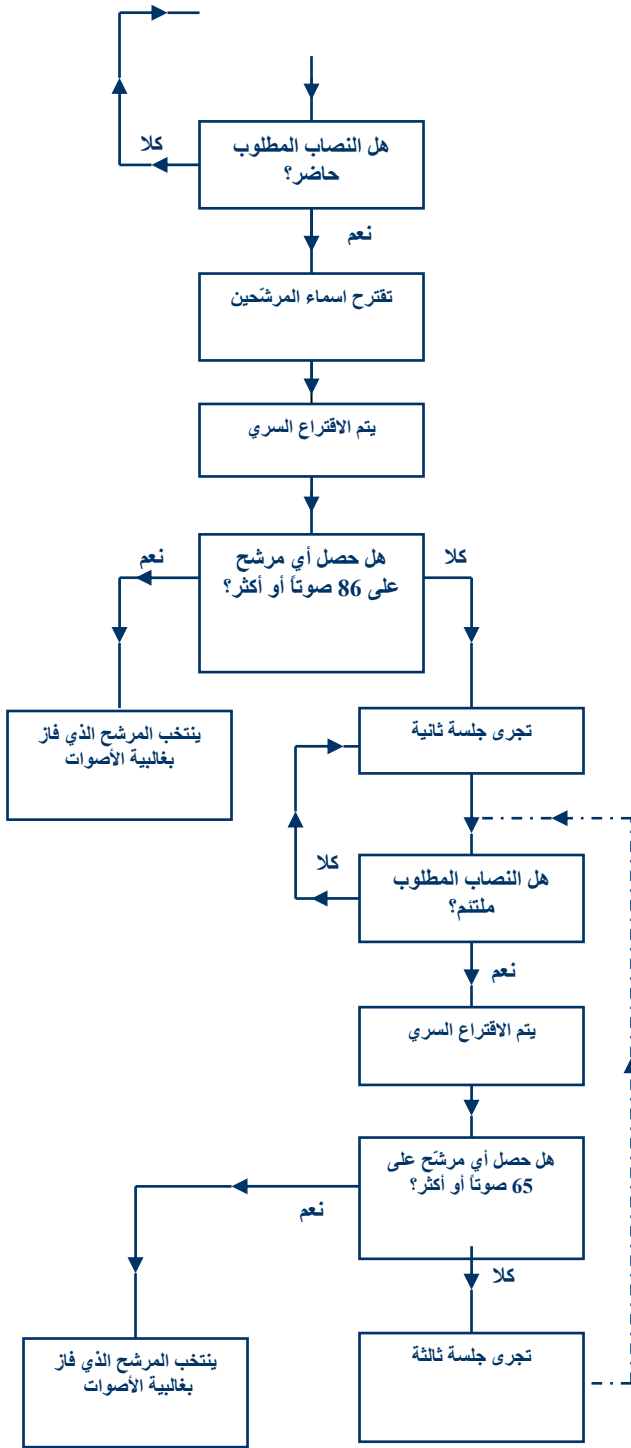 كلا
هل النصاب المطلوب
حاضر؟
نعم
تقترح اسماء المرشّحين
يتم الاقتراع السري
هل حصل أي مرشح
على 86 صوتاً أو أكثر؟
نعم
كلا
ينتخب المرشح الذي فاز
بغالبية الأصوات
تجرى جلسة ثانية
كلا
هل النصاب المطلوب
ملتئم؟
نعم
يتم الاقتراع السري
هل حصل أي مرشّح على
65 صوتاً أو أكثر؟
نعم
كلا
ينتخب المرشح الذي فاز
بغالبية الأصوات
تجرى جلسة ثالثة